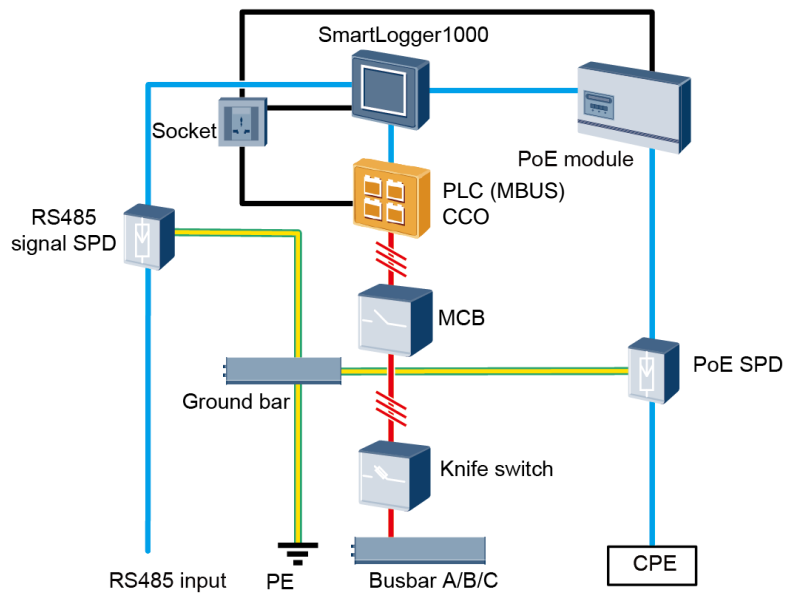 SmartLogger1000
Socket
PoE module
PLC (MBUS)
CCO
RS485
signal SPD
MCB
PoE SPD
Ground bar
Knife switch
CPE
RS485 input
PE
Busbar A/B/C